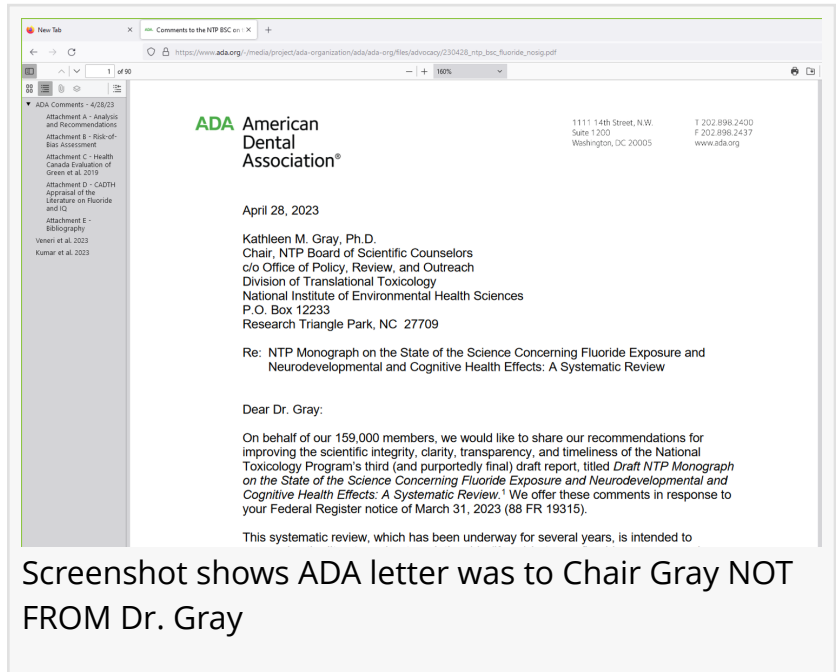 New Tab
Comments to the NTP BSC on
https://www.ada.org/-/media/project/ada-organization/ada/ada-org/files/advocacy/230428_ntp_bsc_fluoride_nosig.pdf
1 of 90
160%
ADA Comments - 4/28/23
Attachment A - Analysis
and Recommendations
Attachment B - Risk-of-
Bias Assessment
Attachment C - Health
Canada Evaluation of
Green et al. 2019
Attachment D - CADTH
Appraisal of the
Literature on Fluoride
and IQ
Attachment E -
Bibliography
Veneri et al. 2023
Kumar et al. 2023
ADA American
Dental
Association®
1111 14th Street, N.W.
Suite 1200
Washington, DC 20005
T 202.898.2400
F 202.898.2437
www.ada.org
April 28, 2023
Kathleen M. Gray, Ph.D.
Chair, NTP Board of Scientific Counselors
c/o Office of Policy, Review, and Outreach
Division of Translational Toxicology
National Institute of Environmental Health Sciences
P.O. Box 12233
Research Triangle Park, NC 27709
Re: NTP Monograph on the State of the Science Concerning Fluoride Exposure and
Neurodevelopmental and Cognitive Health Effects: A Systematic Review
Dear Dr. Gray:
On behalf of our 159,000 members, we would like to share our recommendations for
improving the scientific integrity, clarity, transparency, and timeliness of the National
Toxicology Program's third (and purportedly final) draft report, titled Draft NTP Monograph
on the State of the Science Concerning Fluoride Exposure and Neurodevelopmental and
Cognitive Health Effects: A Systematic Review.1 We offer these comments in response to
your Federal Register notice of March 31, 2023 (88 FR 19315).
This systematic review, which has been underway for several years, is intended to
Screenshot shows ADA letter was to Chair Gray NOT
FROM Dr. Gray